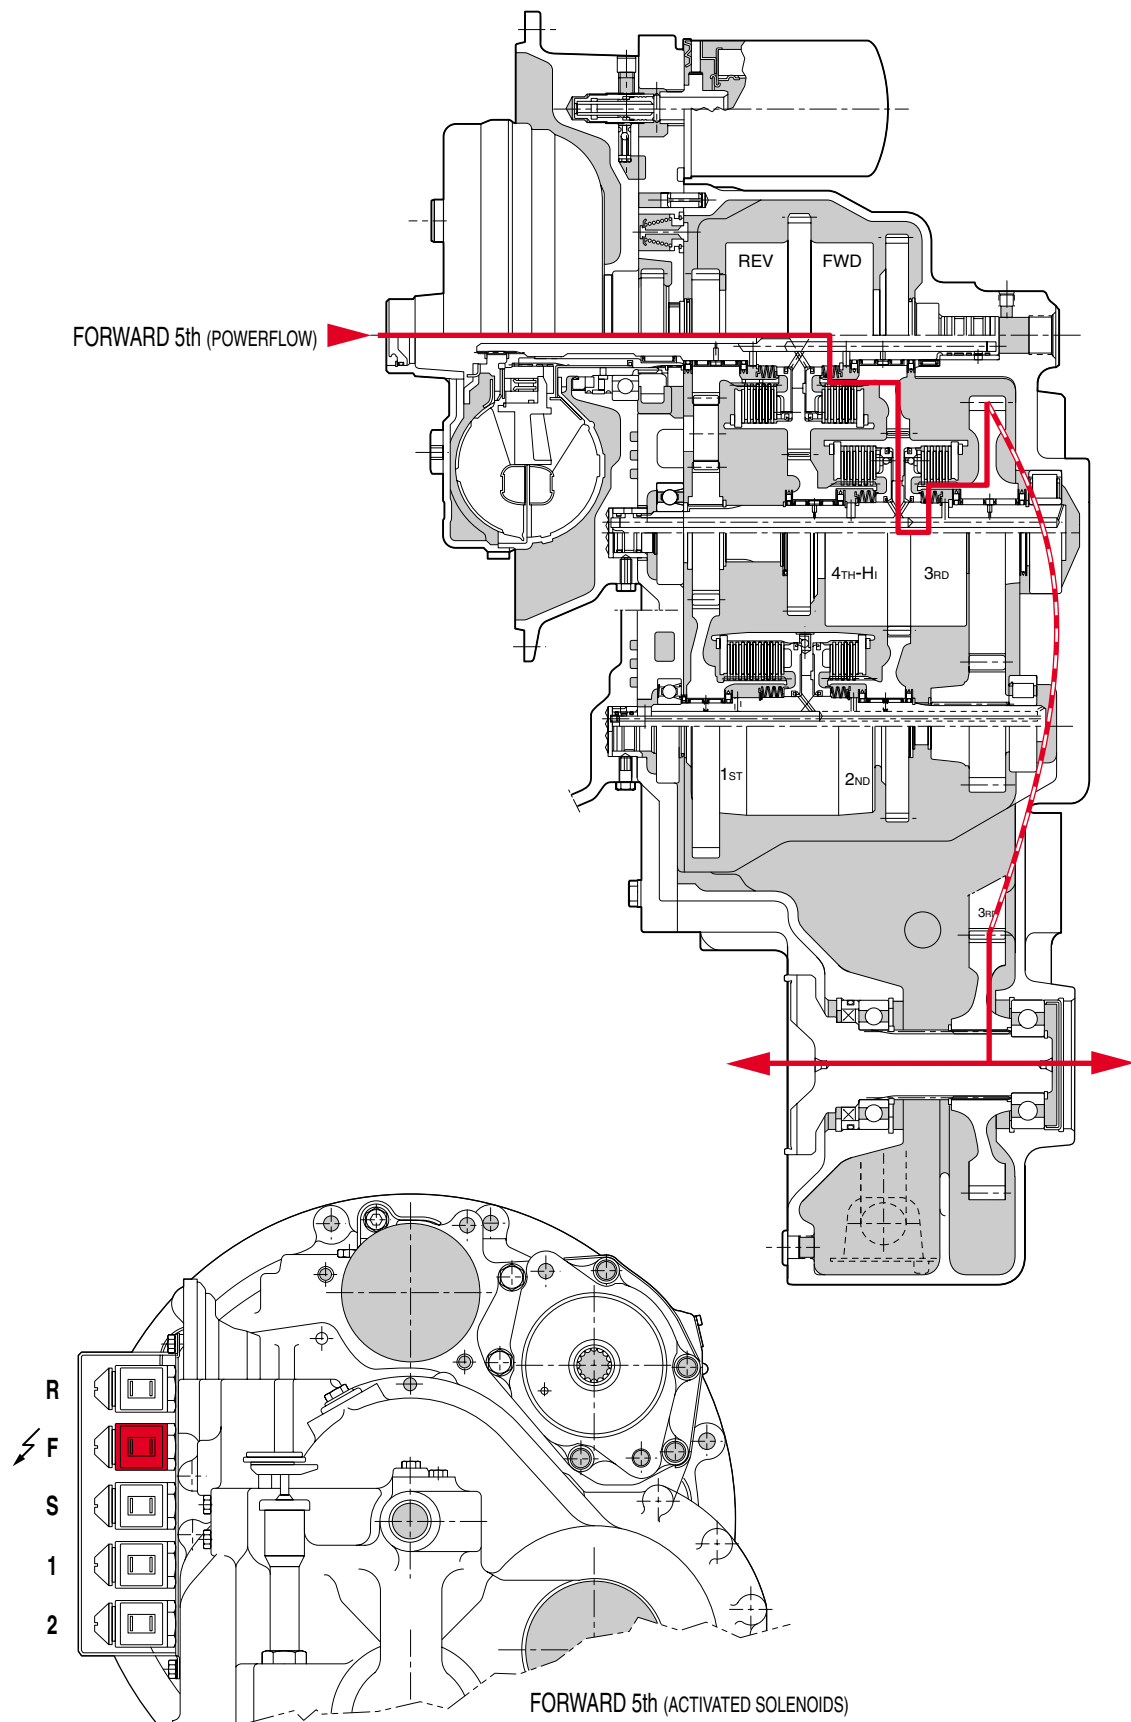 REV FWD
FORWARD 5th (POWERFLOW)
4TH-HI 3RD
1ST 2ND
3RD
R
F
S
1
2
FORWARD 5th (ACTIVATED SOLENOIDS)